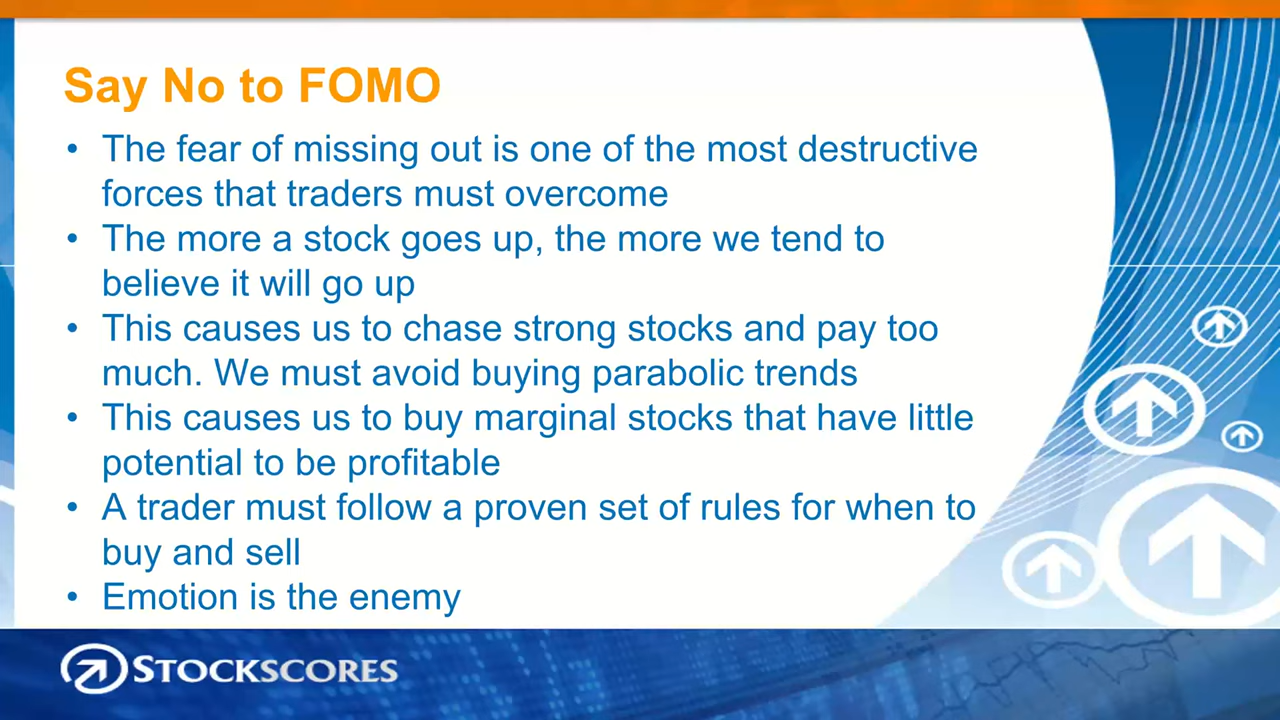 Say No to FOMO
• The fear of missing out is one of the most destructive
forces that traders must overcome
• The more a stock goes up, the more we tend to
believe it will go up
• This causes us to chase strong stocks and pay too
much. We must avoid buying parabolic trends
• This causes us to buy marginal stocks that have little
potential to be profitable
• A trader must follow a proven set of rules for when to
buy and sell
• Emotion is the enemy
STOCKSCORES